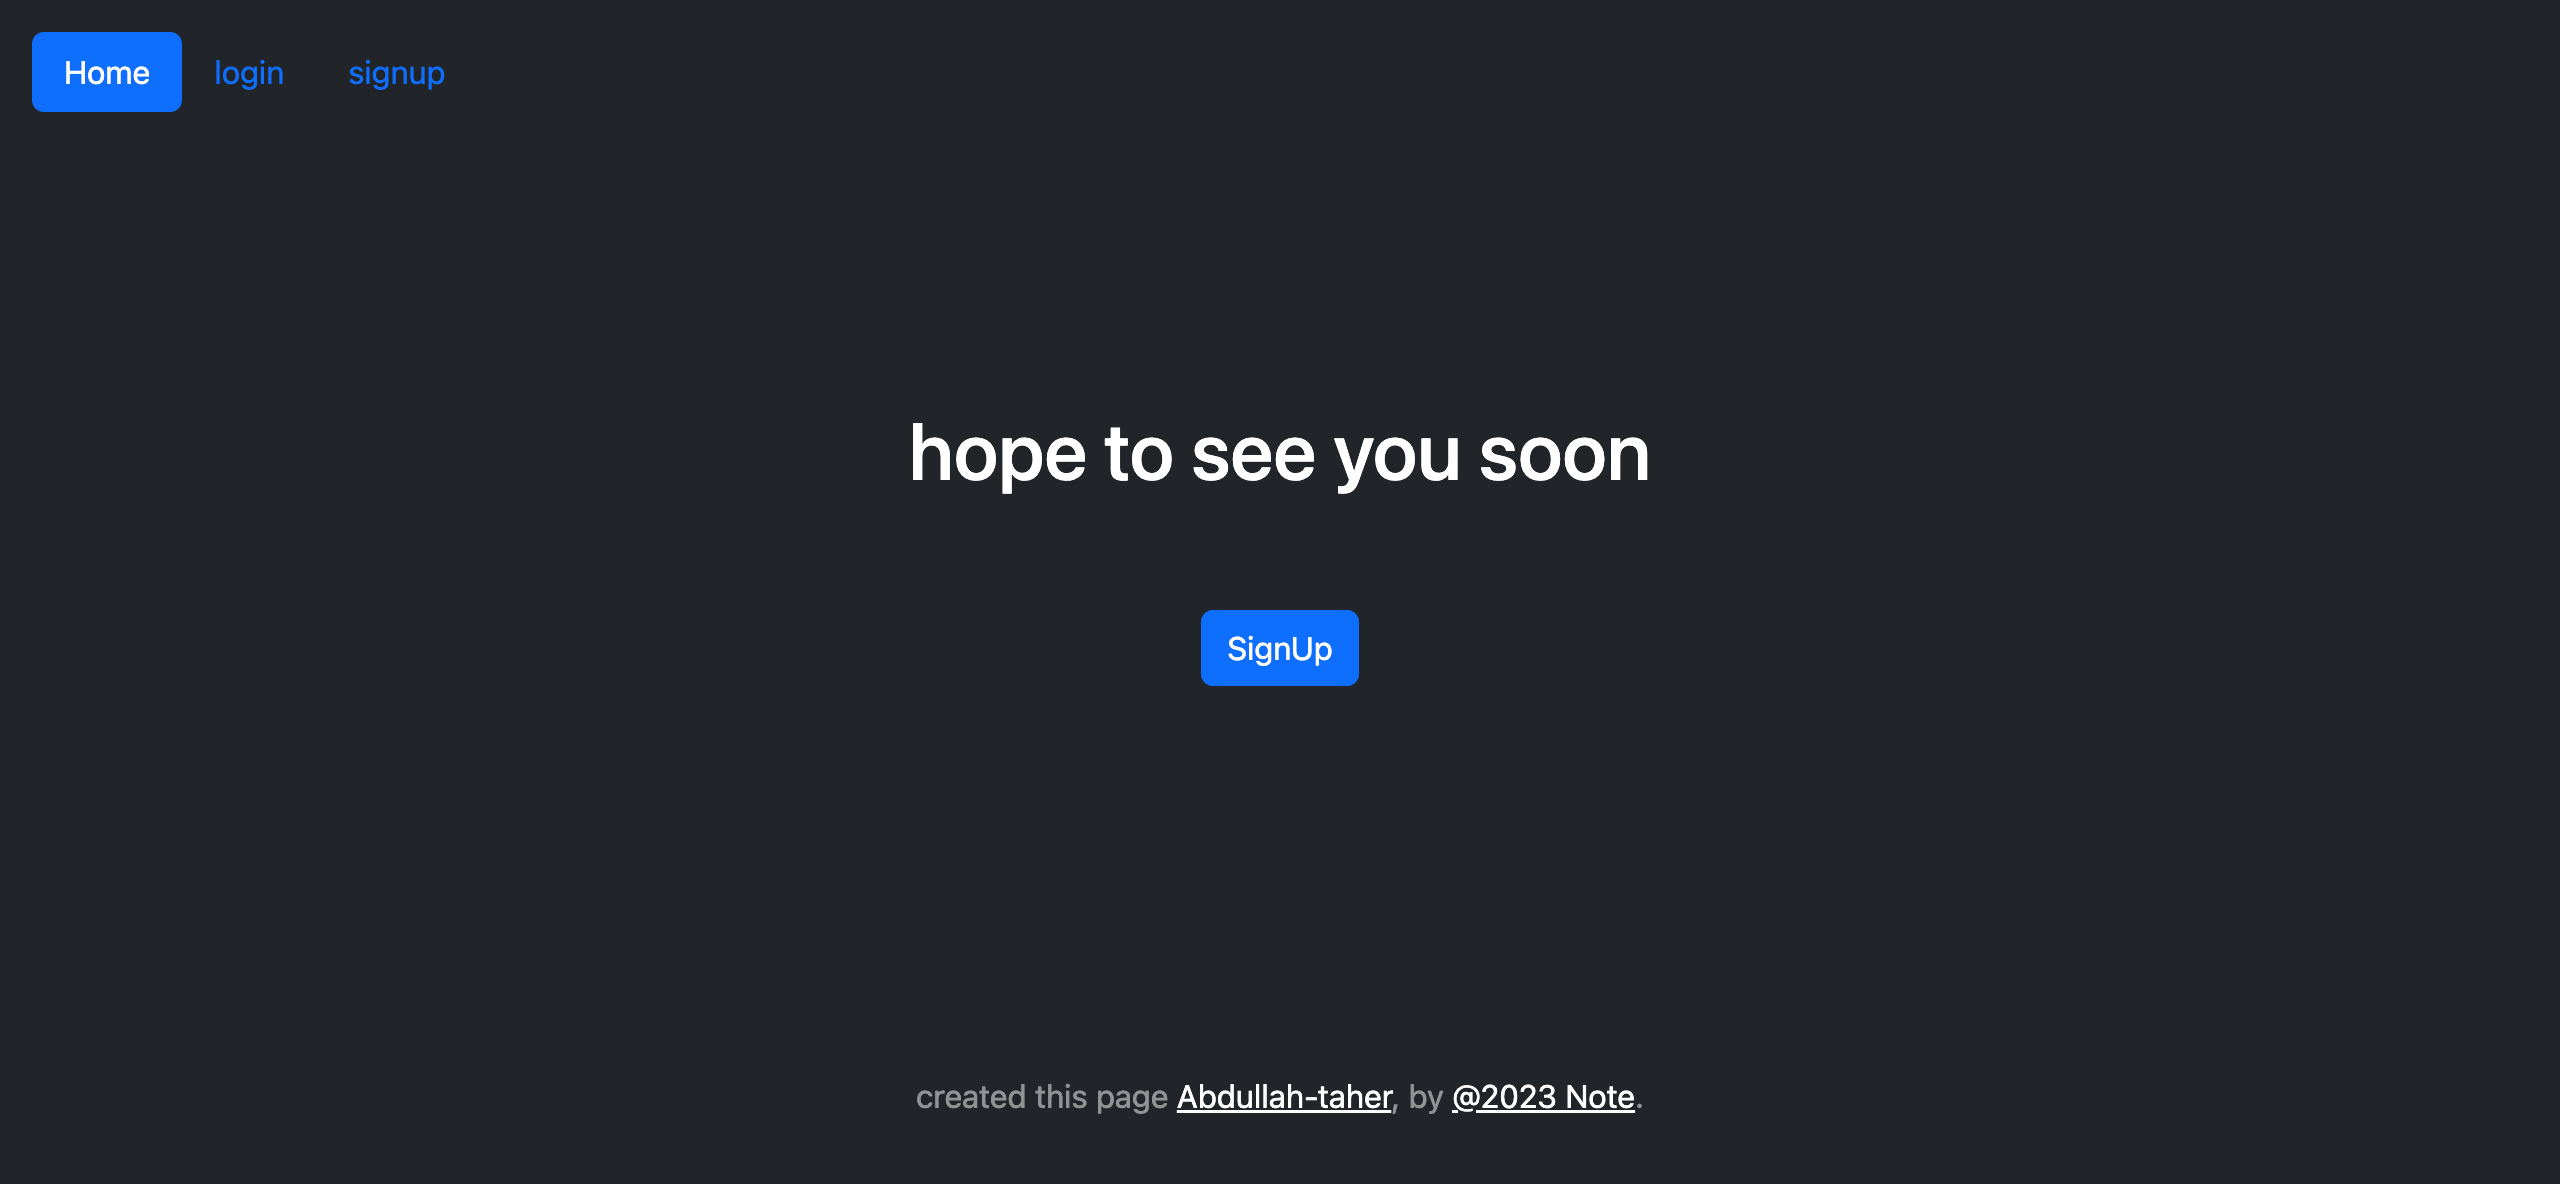 Home login signup
hope to see you soon
SignUp
created this page Abdullah-taher, by @2023 Note.